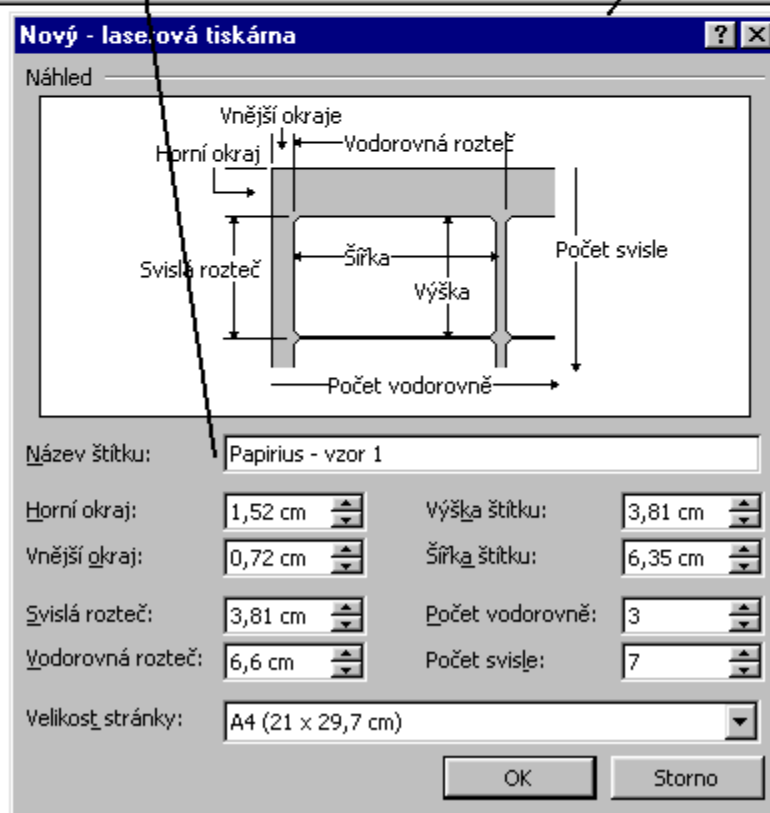 Nový - laserová tiskárna
Náhled
Vnější okraje
Vodorovná rozteč
Horní okraj
Svislá rozteč
Šířka
Výška
Počet svisle
Počet vodorovně
Název štítku: Papirius - vzor 1
Horní okraj: 1,52 cm Výška štítku: 3,81 cm
Vnější okraj: 0,72 cm Šířka štítku: 6,35 cm
Svislá rozteč: 3,81 cm Počet vodorovně: 3
Vodorovná rozteč: 6,6 cm Počet svisle: 7
Velikost stránky: A4 (21 x 29,7 cm)
OK Storno